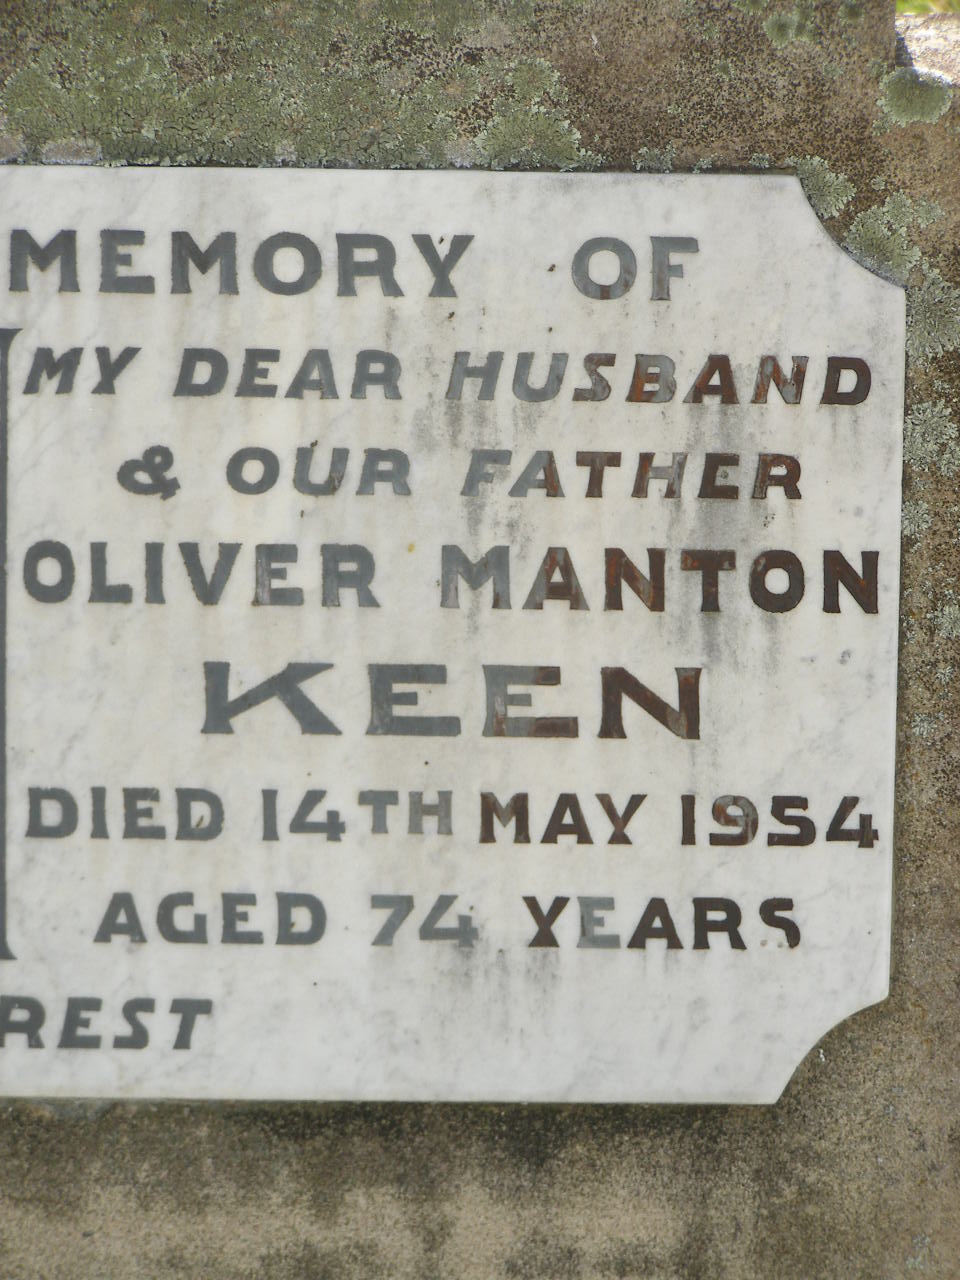 MEMORY OF
MY DEAR HUSBAND
& OUR FATHER
OLIVER MANTON
KEEN
DIED 14TH MAY 1954
AGED 74 YEARS
REST